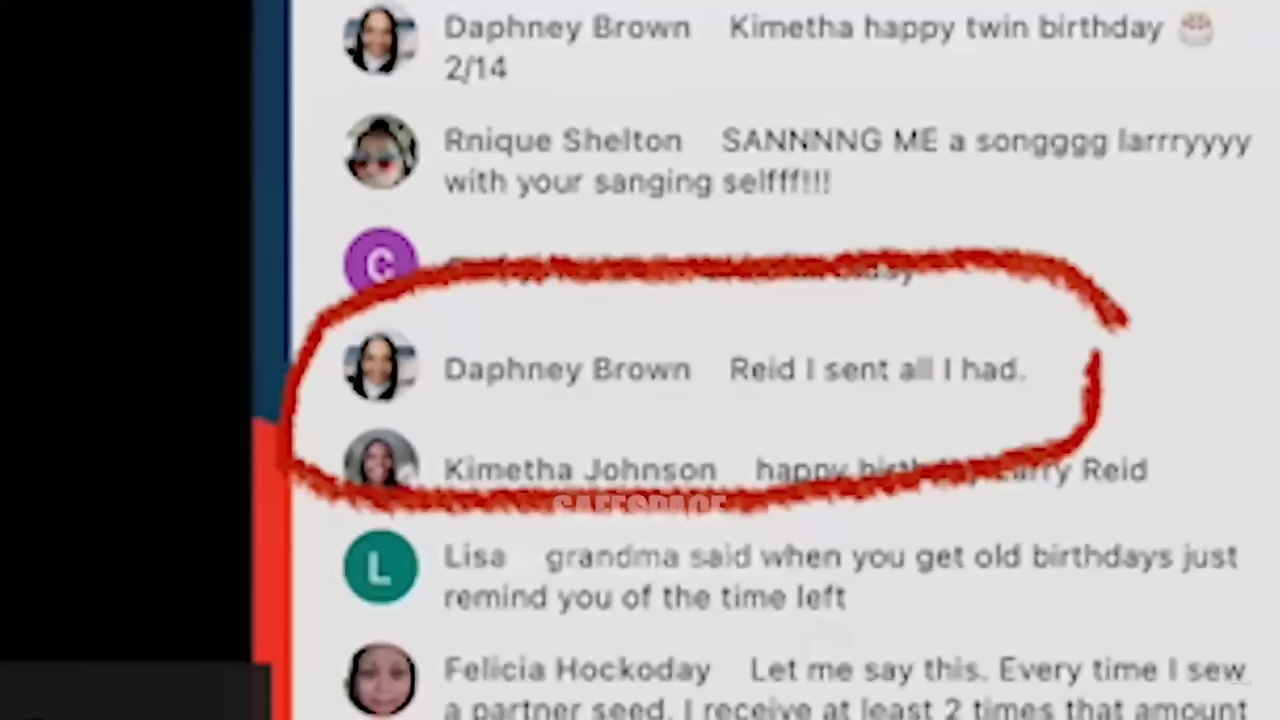 Daphney Brown Kimetha happy twin birthday 🎂
2/14
Rnique Shelton SANNNNG ME a songggg larrryyyy
with your sanging selfff!!!
C
Daphney Brown Reid I sent all I had.
Kimetha Johnson happy birthday Larry Reid
SAFESPACE
L Lisa grandma said when you get old birthdays just
remind you of the time left
Felicia Hockoday Let me say this. Every time I sew
a partner seed, I receive at least 2 times that amount